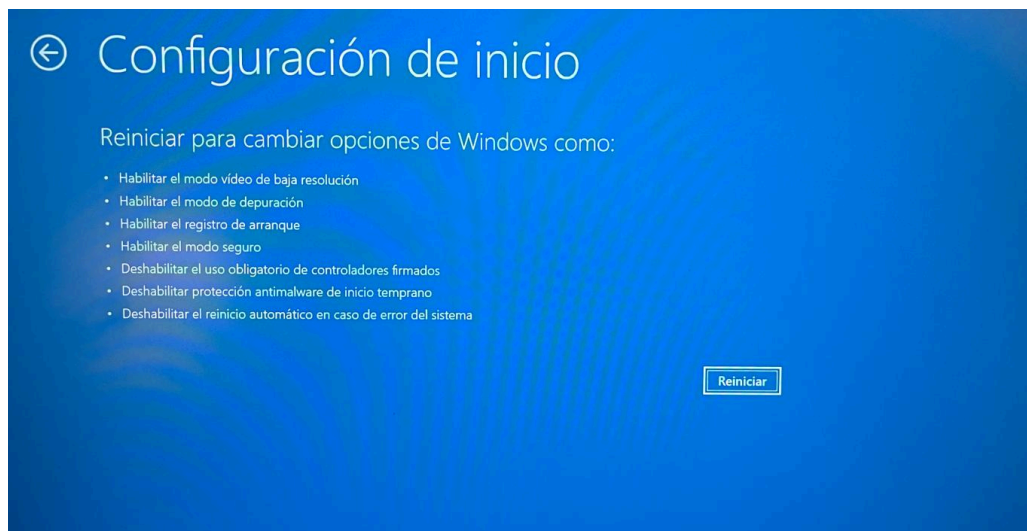 Configuración de inicio
Reiniciar para cambiar opciones de Windows como:
• Habilitar el modo vídeo de baja resolución
• Habilitar el modo de depuración
• Habilitar el registro de arranque
• Habilitar el modo seguro
• Deshabilitar el uso obligatorio de controladores firmados
• Deshabilitar protección antimalware de inicio temprano
• Deshabilitar el reinicio automático en caso de error del sistema
Reiniciar